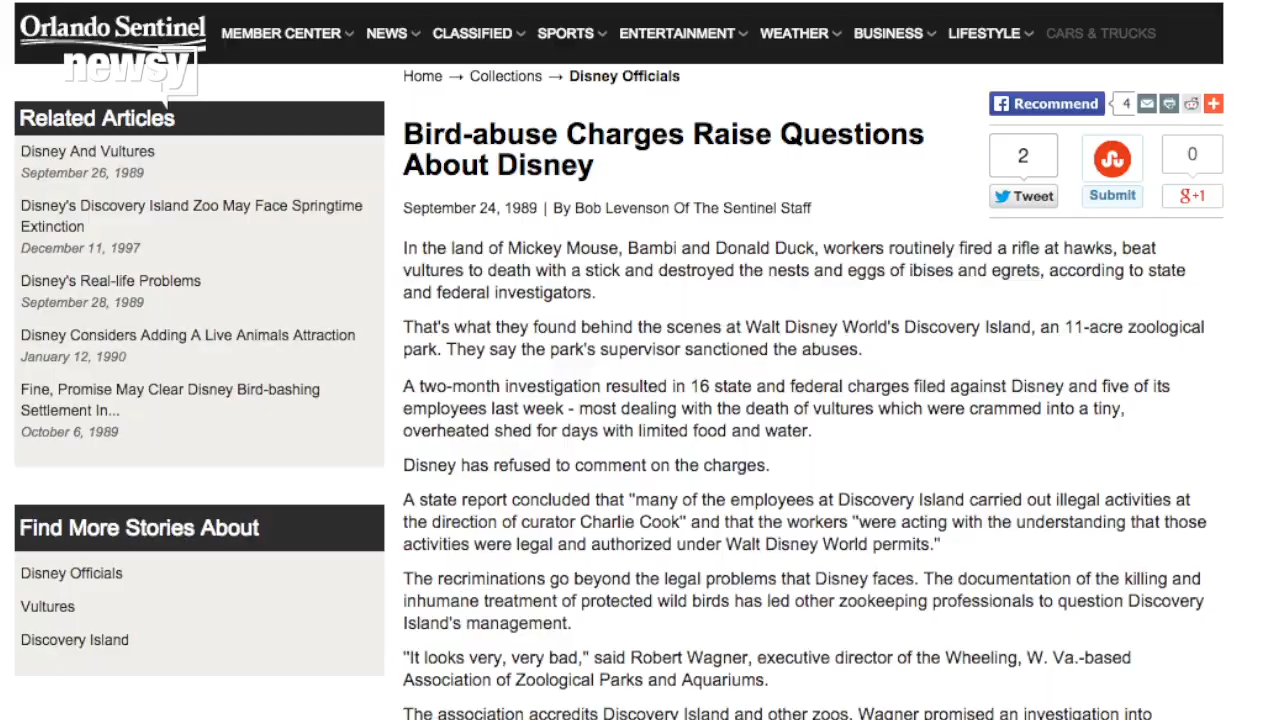 Orlando Sentinel
MEMBER CENTER NEWS CLASSIFIED SPORTS ENTERTAINMENT WEATHER BUSINESS LIFESTYLE CARS & TRUCKS
newsy
Home → Collections → Disney Officials
Related Articles
Disney And Vultures
September 26, 1989
Disney's Discovery Island Zoo May Face Springtime
Extinction
December 11, 1997
Disney's Real-life Problems
September 28, 1989
Disney Considers Adding A Live Animals Attraction
January 12, 1990
Fine, Promise May Clear Disney Bird-bashing
Settlement In...
October 6, 1989
Find More Stories About
Disney Officials
Vultures
Discovery Island
Recommend 4
2 0
Tweet Submit g+1
Bird-abuse Charges Raise Questions
About Disney
September 24, 1989 | By Bob Levenson Of The Sentinel Staff
In the land of Mickey Mouse, Bambi and Donald Duck, workers routinely fired a rifle at hawks, beat
vultures to death with a stick and destroyed the nests and eggs of ibises and egrets, according to state
and federal investigators.
That's what they found behind the scenes at Walt Disney World's Discovery Island, an 11-acre zoological
park. They say the park's supervisor sanctioned the abuses.
A two-month investigation resulted in 16 state and federal charges filed against Disney and five of its
employees last week - most dealing with the death of vultures which were crammed into a tiny,
overheated shed for days with limited food and water.
Disney has refused to comment on the charges.
A state report concluded that "many of the employees at Discovery Island carried out illegal activities at
the direction of curator Charlie Cook" and that the workers "were acting with the understanding that those
activities were legal and authorized under Walt Disney World permits."
The recriminations go beyond the legal problems that Disney faces. The documentation of the killing and
inhumane treatment of protected wild birds has led other zookeeping professionals to question Discovery
Island's management.
"It looks very, very bad," said Robert Wagner, executive director of the Wheeling, W. Va.-based
Association of Zoological Parks and Aquariums.
The association accredits Discovery Island and other zoos. Wagner promised an investigation into